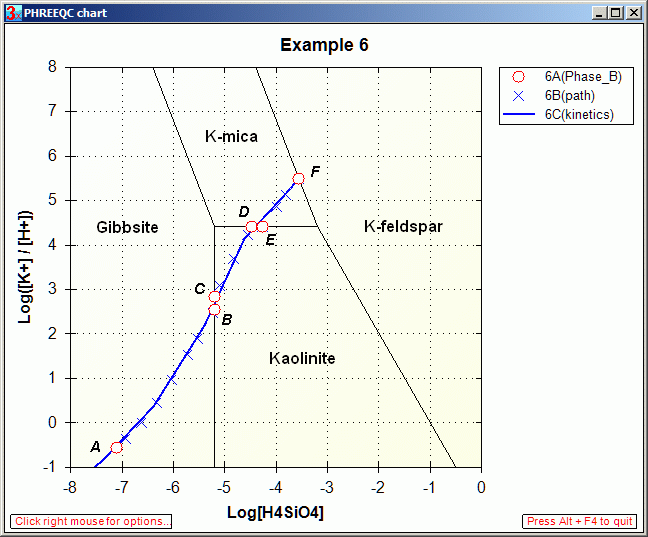 PHREEQC chart
Example 6
8
7
6
5
4
3
2
1
0
-1
Log([K+] / [H+])
K-mica
F
D
Gibbsite
E
K-feldspar
C
B
Kaolinite
A
-8
-7
-6
-5
-4
-3
-2
-1
0
Log[H4SiO4]
6A(Phase_B)
6B(path)
6C(kinetics)
Click right mouse for options...
Press Alt + F4 to quit